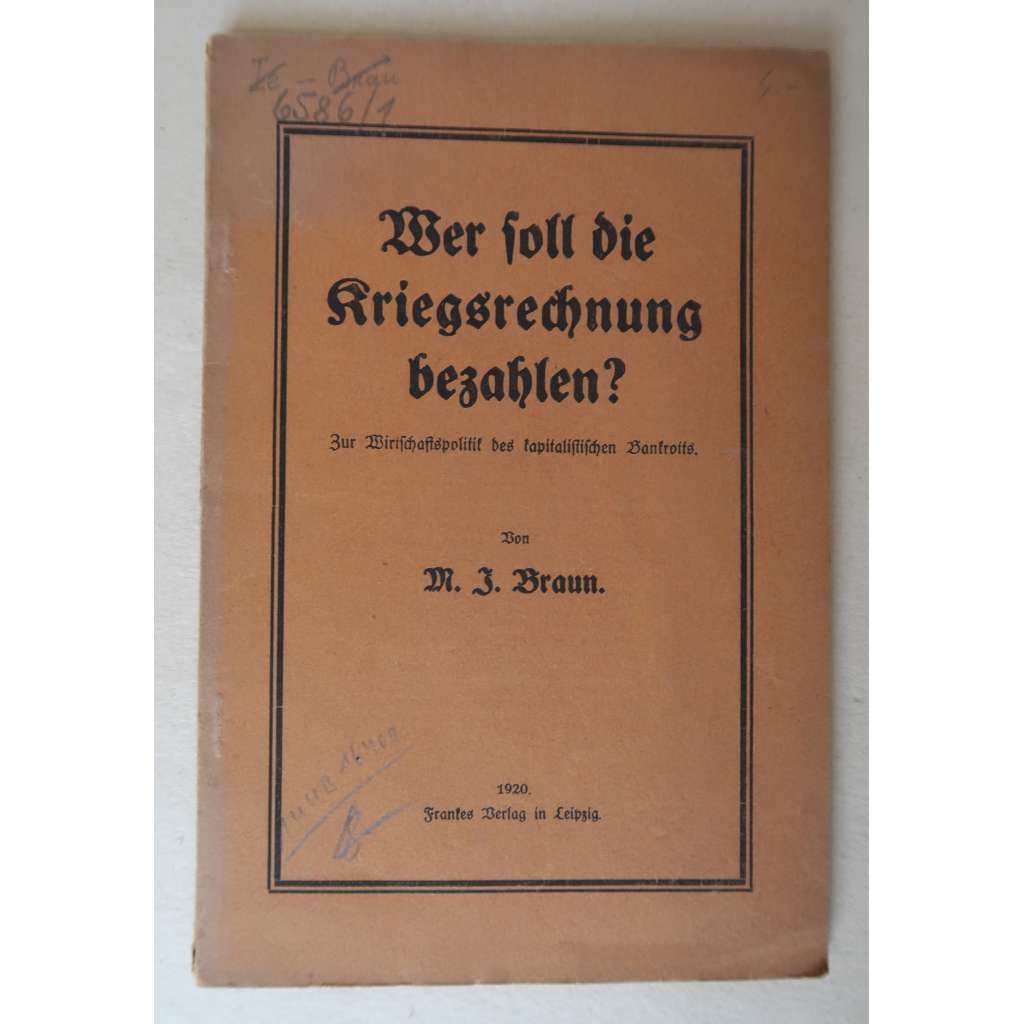 6586/1
Wer soll die
Kriegsrechnung
bezahlen?
Zur Wirtschaftspolitik des kapitalistischen Bankrotts.
Von
M. J. Braun.
1920.
Frankes Verlag in Leipzig.